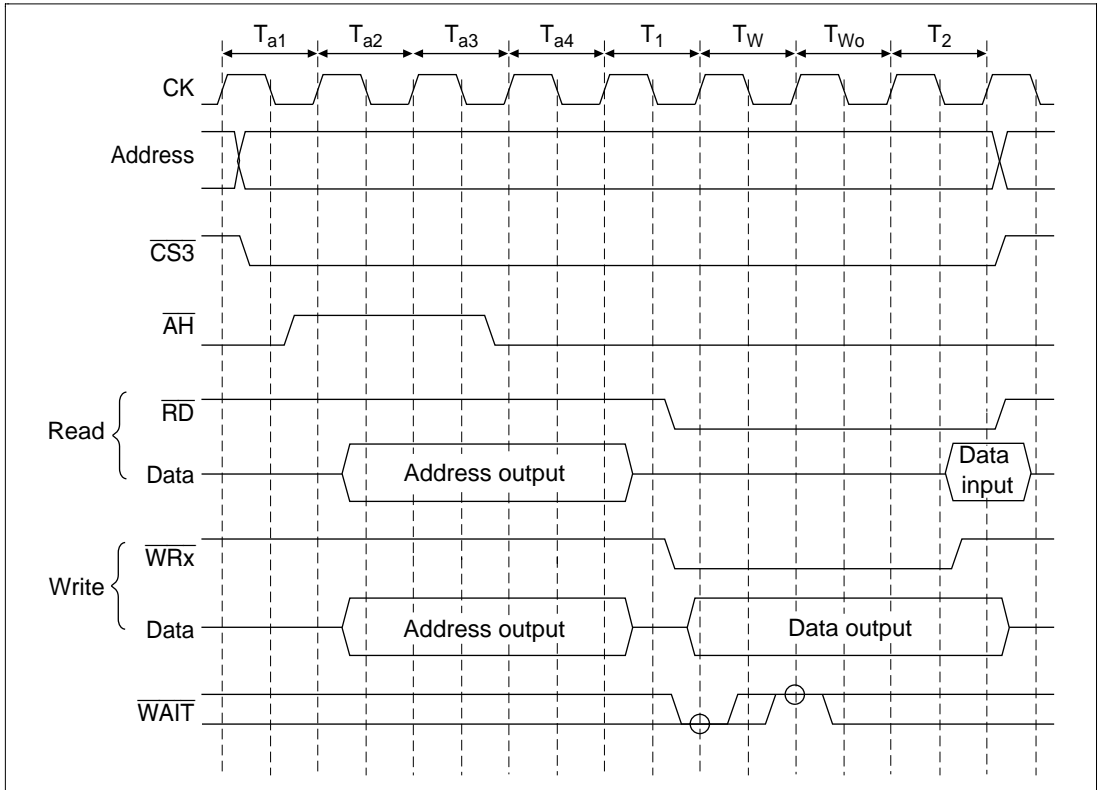 Ta1 Ta2 Ta3 Ta4 T1 TW TWo T2
CK
Address
CS3
AH
Read
RD
Data Address output Data input
Write
WRx
Data Address output Data output
WAIT